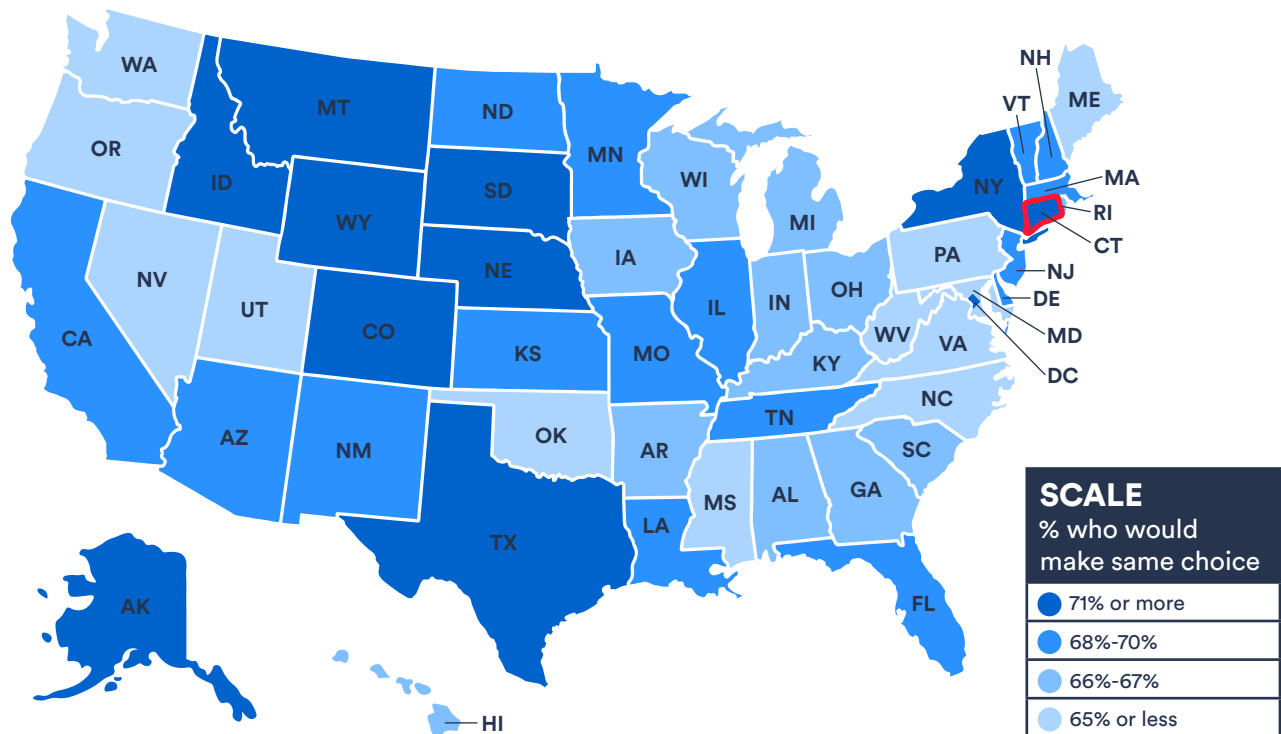 WA
MT
ND
MN
OR
ID
SD
WY
WI
MI
NH
VT
ME
NY
MA
RI
CT
NV
UT
NE
IA
PA
NJ
DE
MD
DC
CA
CO
KS
MO
IL
IN
OH
WV
VA
KY
NC
AZ
NM
OK
AR
TN
SC
TX
LA
MS
AL
GA
FL
AK
HI
SCALE
% who would
make same choice
71% or more
68%-70%
66%-67%
65% or less